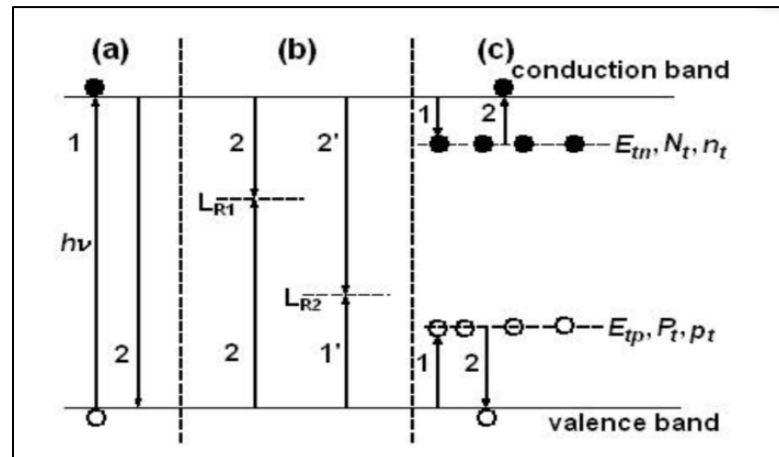 (a) (b) (c)
conduction band
1 2 2' 1 2
E_tn, N_t, n_t
L_R1
hν
L_R2
E_tp, P_t, p_t
2 2 1' 1 2
valence band